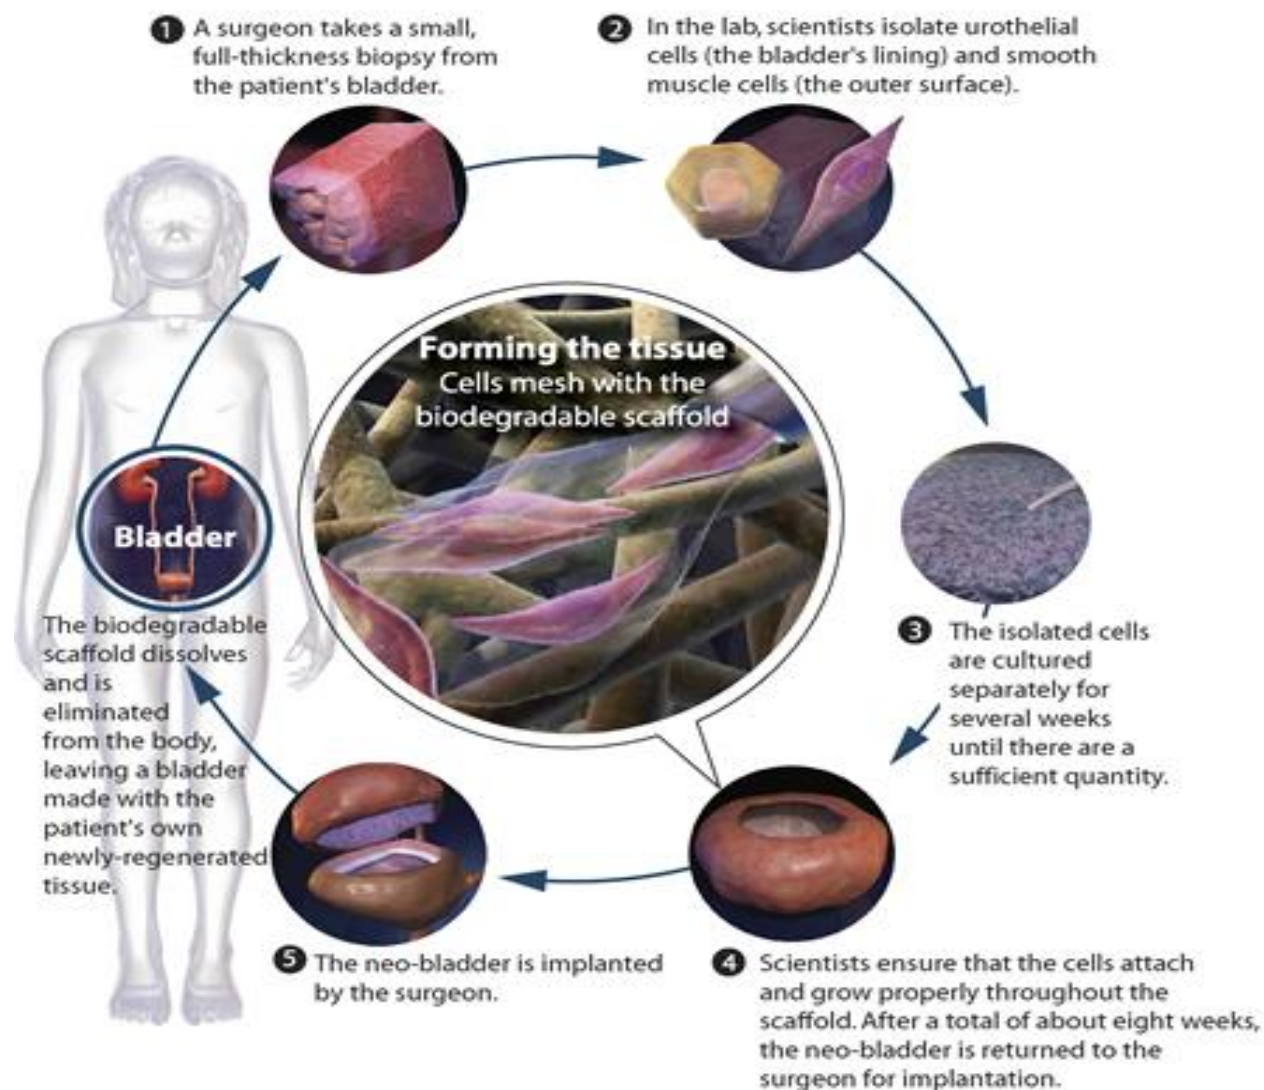 1 A surgeon takes a small,
full-thickness biopsy from
the patient's bladder.
2 In the lab, scientists isolate urothelial
cells (the bladder's lining) and smooth
muscle cells (the outer surface).
Forming the tissue
Cells mesh with the
biodegradable scaffold
3 The isolated cells
are cultured
separately for
several weeks
until there are a
sufficient quantity.
4 Scientists ensure that the cells attach
and grow properly throughout the
scaffold. After a total of about eight weeks,
the neo-bladder is returned to the
surgeon for implantation.
5 The neo-bladder is implanted
by the surgeon.
Bladder
The biodegradable
scaffold dissolves
and is
eliminated
from the body,
leaving a bladder
made with the
patient's own
newly-regenerated
tissue.